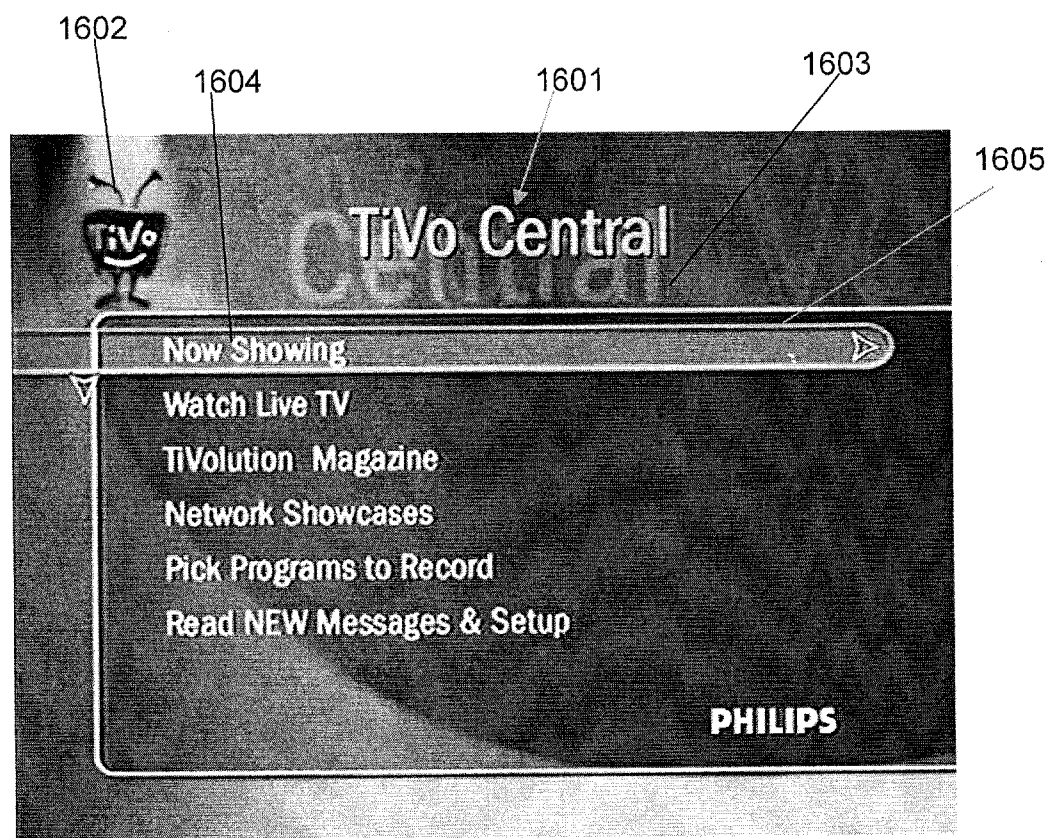 1602
1604
1601
1603
1605
TiVo
TiVo Central
Central
Now Showing
Watch Live TV
TiVolution Magazine
Network Showcases
Pick Programs to Record
Read NEW Messages & Setup
PHILIPS